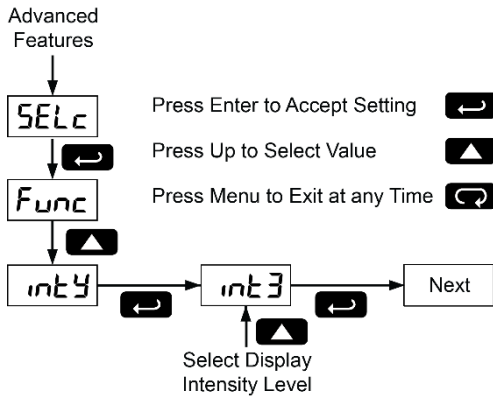 Advanced
Features
SELc
Press Enter to Accept Setting
Press Up to Select Value
Func
Press Menu to Exit at any Time
intY
int3
Next
Select Display
Intensity Level